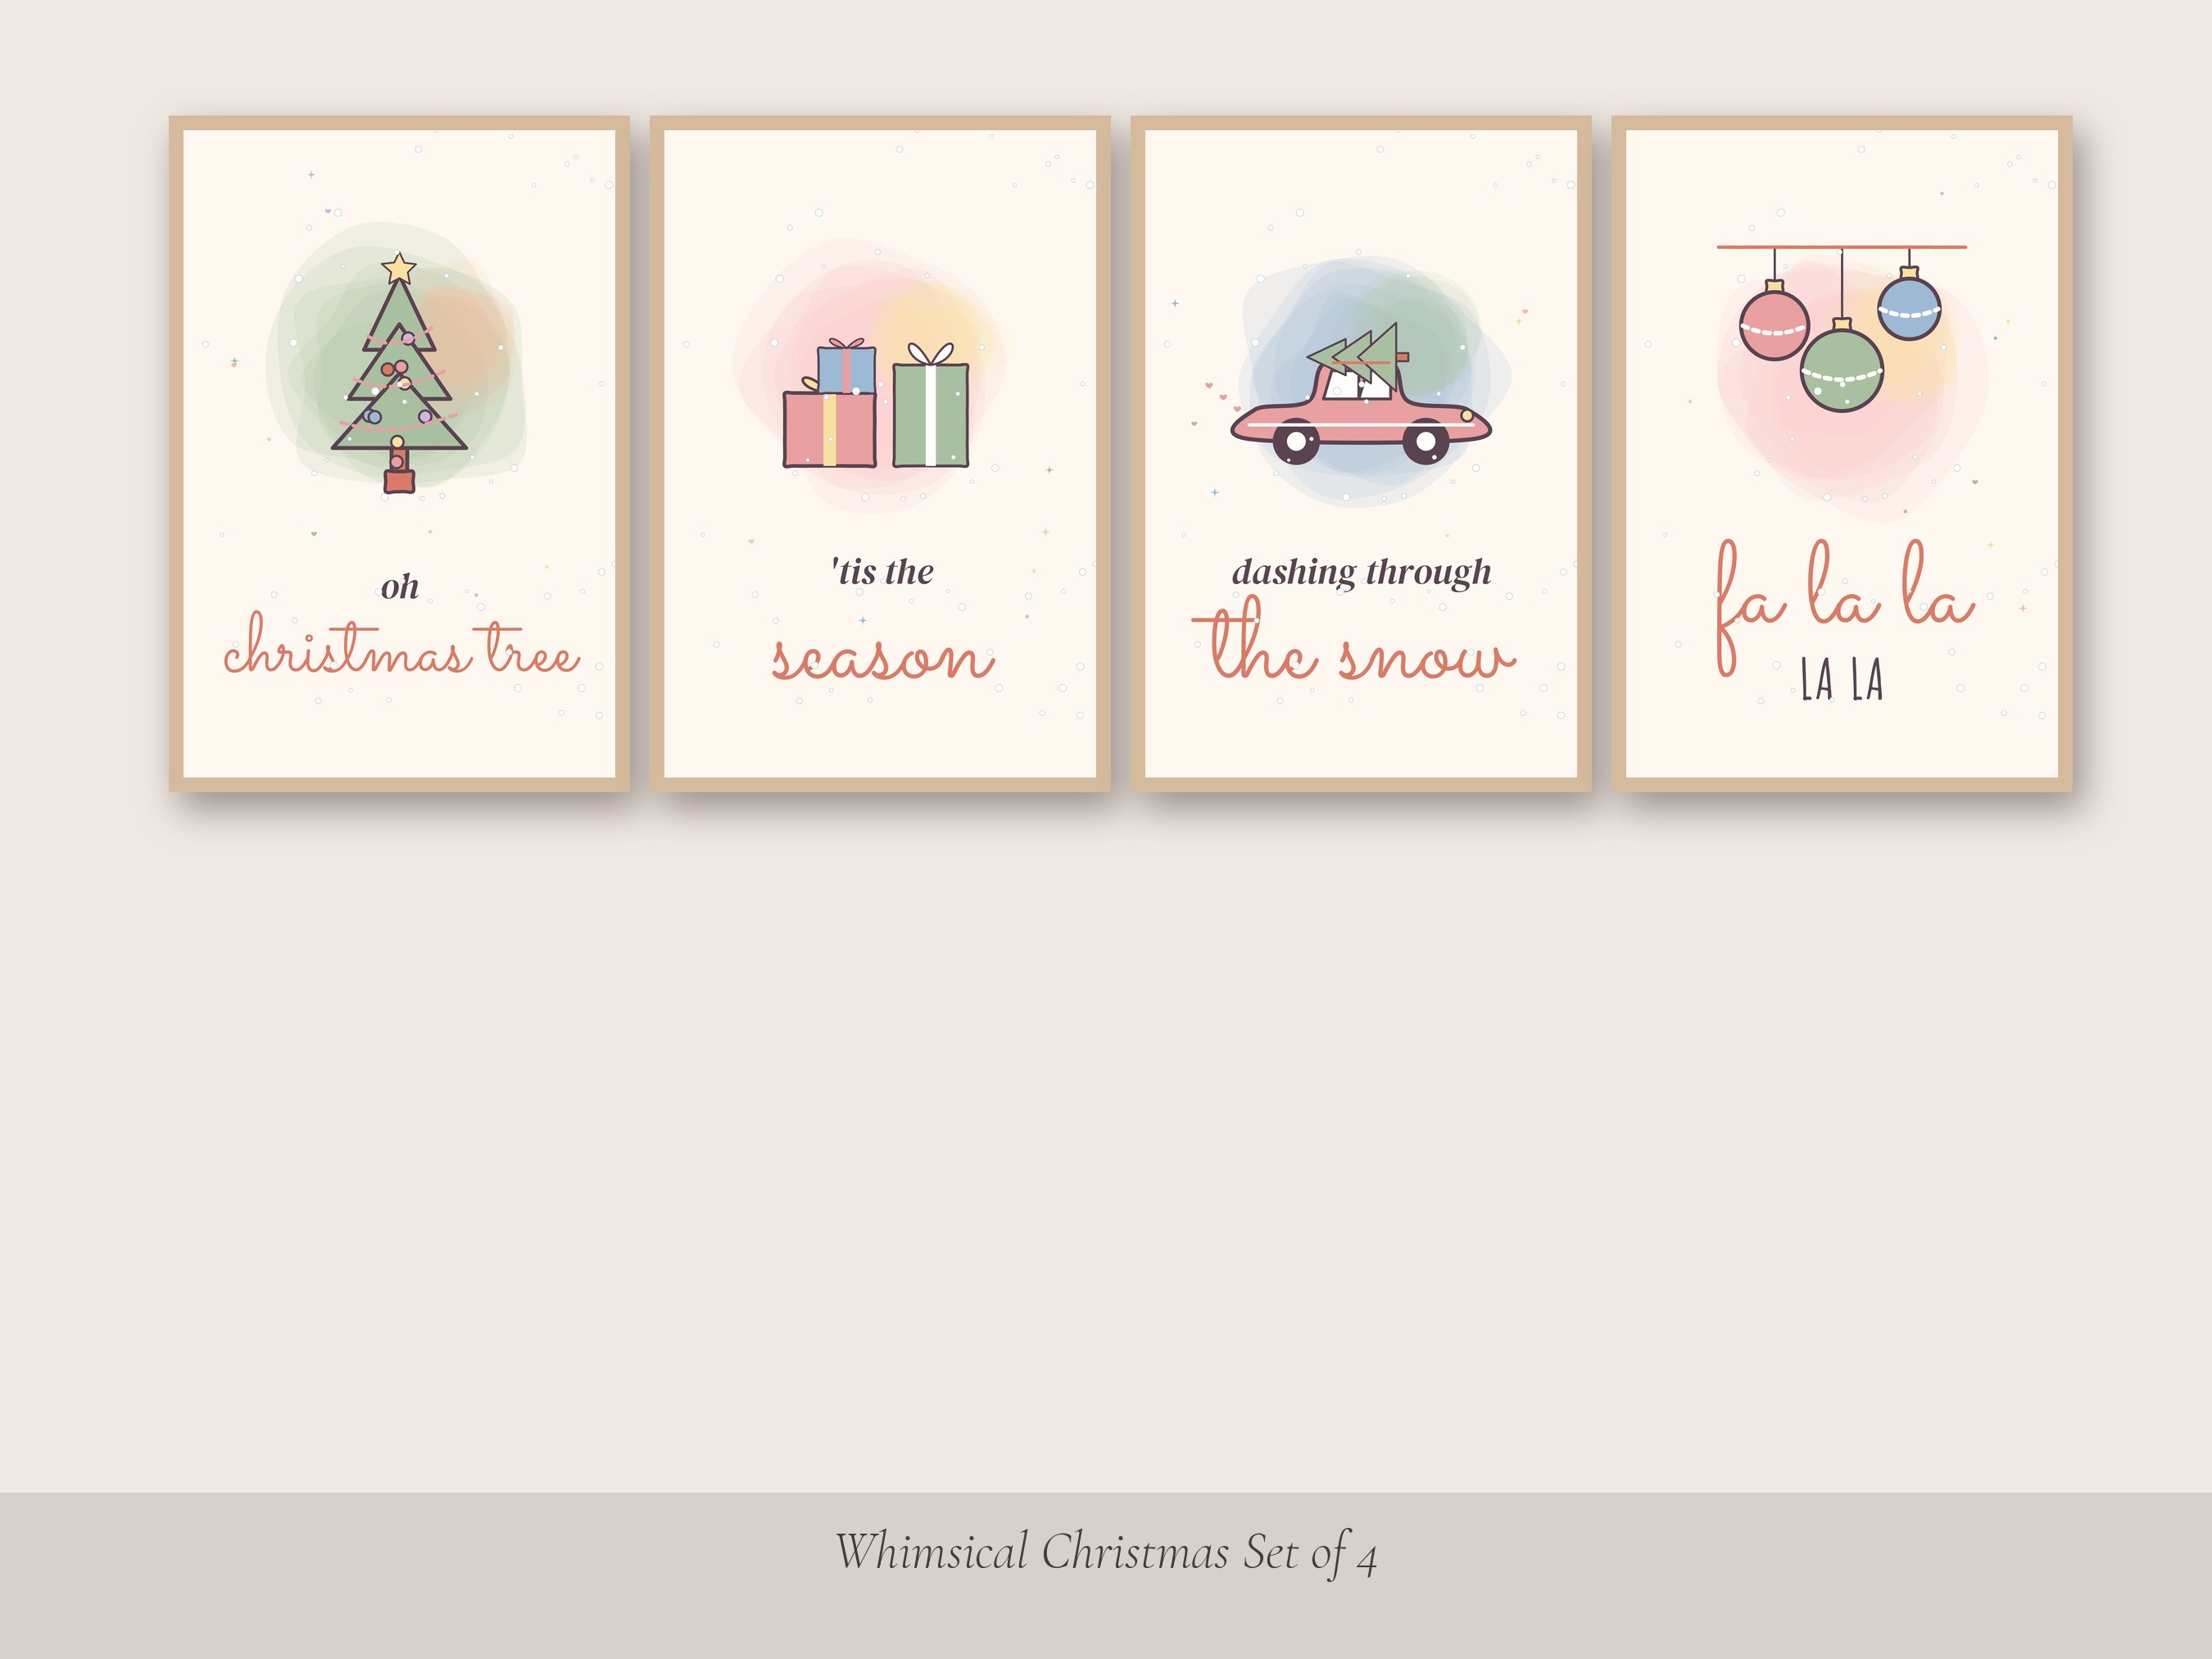 oh
christmas tree
'tis the
season
dashing through
the snow
fa la la
LA LA
Whimsical Christmas Set of 4